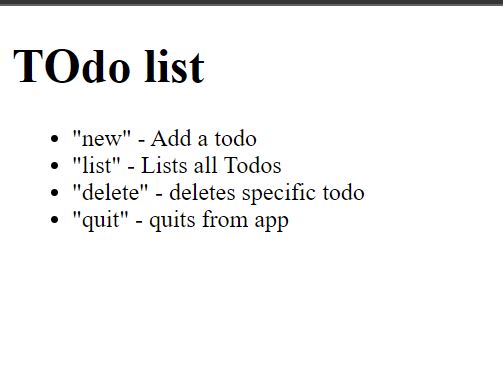 TOdo list
"new" - Add a todo
"list" - Lists all Todos
"delete" - deletes specific todo
"quit" - quits from app